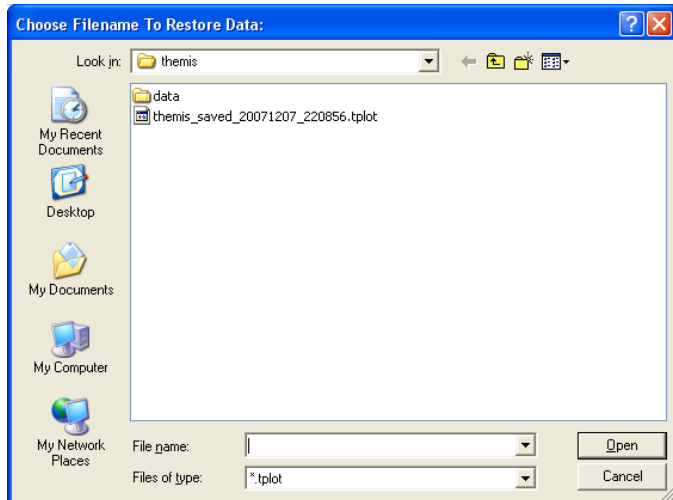 Choose Filename To Restore Data:
Look in: themis
data
themis_saved_20071207_220856.tplot
My Recent
Documents
Desktop
My Documents
My Computer
My Network
Places
File name:
Open
Files of type: *.tplot
Cancel